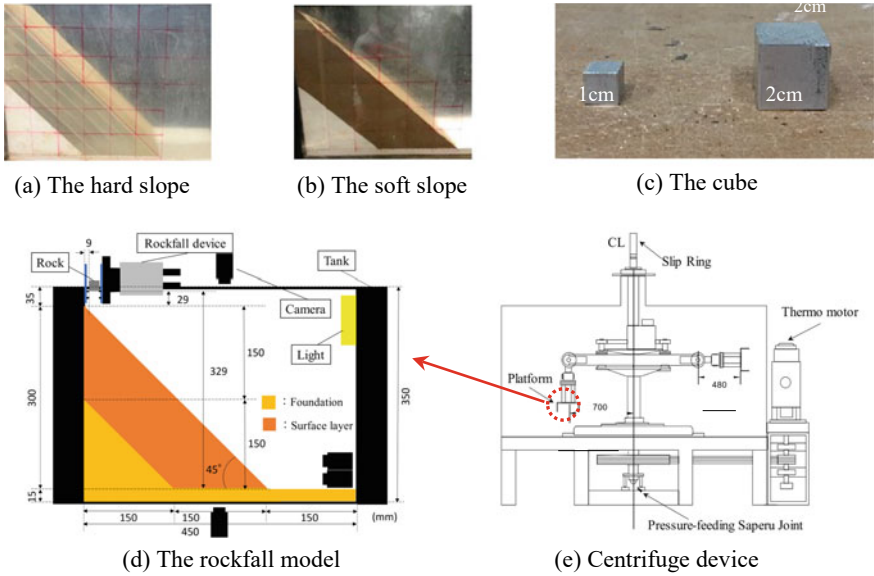 2cm
1cm
2cm
(a) The hard slope
(b) The soft slope
(c) The cube
9
Rockfall device
Rock
Tank
35
29
Camera
Light
150
329
300
350
: Foundation
: Surface layer
150
45°
15
150
150
150
450
(mm)
(d) The rockfall model
CL
Slip Ring
Thermo motor
Platform
480
700
Pressure-feeding Saperu Joint
(e) Centrifuge device